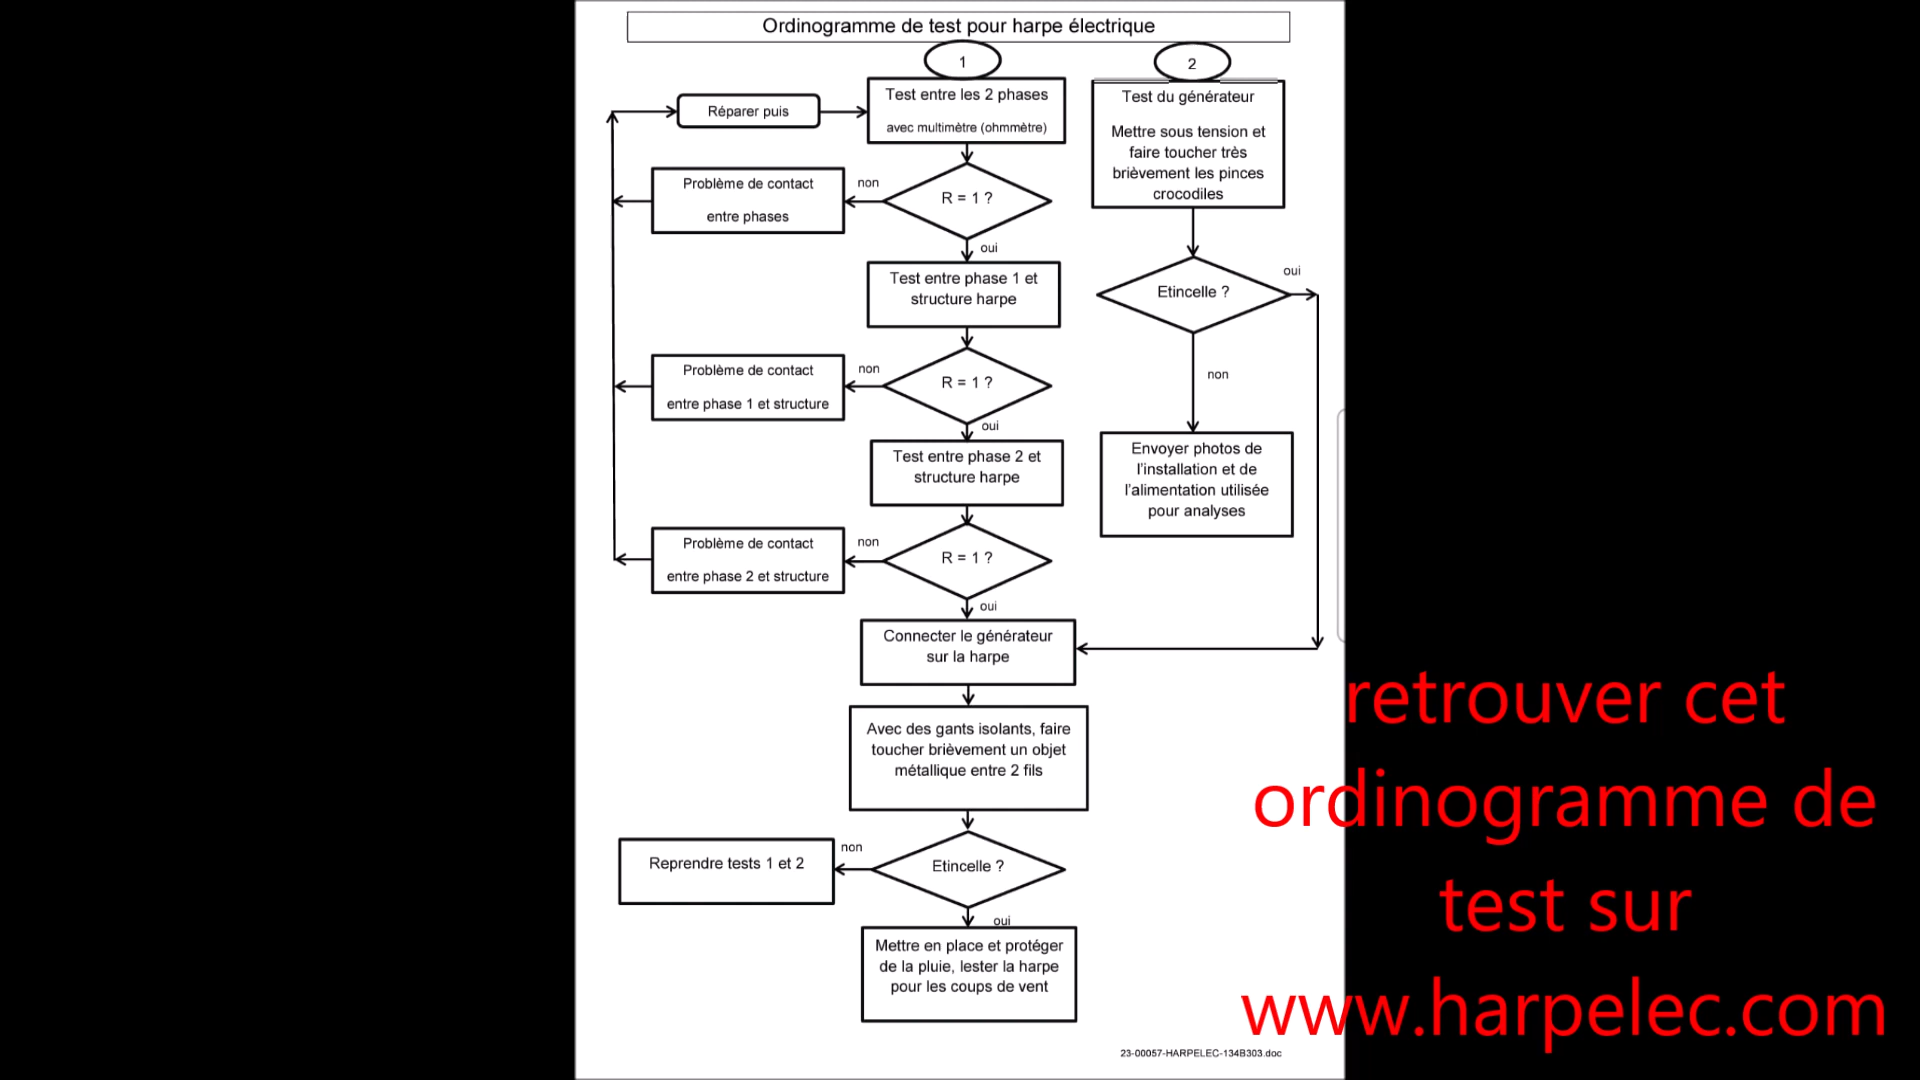 Ordinogramme de test pour harpe électrique
1
2
Réparer puis
Test entre les 2 phases
avec multimètre (ohmmètre)
Test du générateur
Mettre sous tension et
faire toucher très
brièvement les pinces
crocodiles
Problème de contact
entre phases
non
R = 1 ?
oui
Test entre phase 1 et
structure harpe
Etincelle ?
oui
non
Problème de contact
entre phase 1 et structure
non
R = 1 ?
oui
Test entre phase 2 et
structure harpe
Envoyer photos de
l'installation et de
l'alimentation utilisée
pour analyses
Problème de contact
entre phase 2 et structure
non
R = 1 ?
oui
Connecter le générateur
sur la harpe
Avec des gants isolants, faire
toucher brièvement un objet
métallique entre 2 fils
Reprendre tests 1 et 2
non
Etincelle ?
oui
Mettre en place et protéger
de la pluie, lester la harpe
pour les coups de vent
23-00057-HARPELEC-134B303.doc
retrouver cet
ordinogramme de
test sur
www.harpelec.com